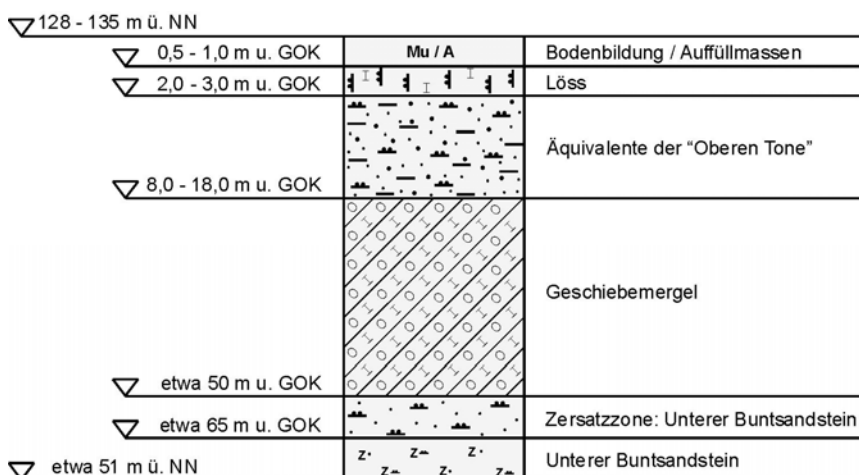 128 - 135 m ü. NN
0,5 - 1,0 m u. GOK Mu / A Bodenbildung / Auffüllmassen
2,0 - 3,0 m u. GOK Löss
Äquivalente der “Oberen Tone”
8,0 - 18,0 m u. GOK
Geschiebemergel
etwa 50 m u. GOK
Zersatzzone: Unterer Buntsandstein
etwa 65 m u. GOK
Z Z Z Unterer Buntsandstein
etwa 51 m ü. NN Z Z Z